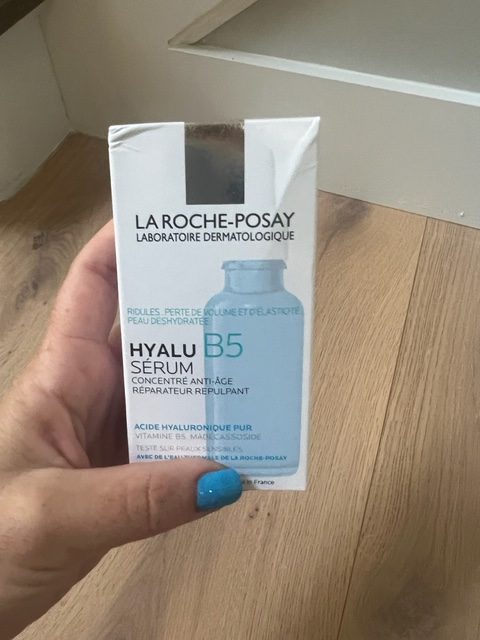 LA ROCHE-POSAY
LABORATOIRE DERMATOLOGIQUE
RIDULES, PERTE DE VOLUME ET D'ÉLASTICITÉ,
PEAU DÉSHYDRATÉE
HYALU B5
SÉRUM
CONCENTRÉ ANTI-ÂGE
RÉPARATEUR REPULPANT
ACIDE HYALURONIQUE PUR
VITAMINE B5. MADÉCASSOSIDE
TESTÉ SUR PEAUX SENSIBLES
AVEC DE L'EAU THERMALE DE LA ROCHE-POSAY
in France